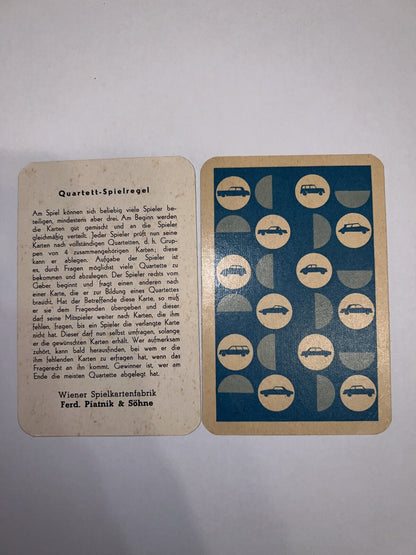 Quartett-Spielregel
Am Spiel können sich beliebig viele Spieler be-
teiligen, mindestens aber drei. Am Beginn werden
die Karten gut gemischt und an die Spieler
gleichmäßig verteilt. Jeder Spieler prüft nun seine
Karten nach vollständigen Quartetten, d. h. Grup-
pen von 4 zusammengehörigen Karten; diese
kann er ablegen. Aufgabe der Spieler ist
es, durch Fragen möglichst viele Quartette zu
bekommen und abzulegen. Der Spieler rechts vom
Geber beginnt und fragt einen anderen nach
einer Karte, die er zur Bildung eines Quartettes
braucht. Hat der Betreffende diese Karte, so muß
er sie dem Fragenden übergeben und dieser
darf seine Mitspieler weiter nach Karten, die ihm
fehlen, fragen, bis ein Spieler die verlangte Karte
nicht hat. Dieser darf nun selbst umfragen, solange
er die gewünschten Karten erhält. Wer aufmerksam
zuhört, kann bald herausfinden, bei wem er die
ihm fehlenden Karten zu erfragen hat, wenn das
Fragerecht an ihn kommt. Gewinner ist, wer am
Ende die meisten Quartette abgelegt hat.
Wiener Spielkartenfabrik
Ferd. Piatnik & Söhne